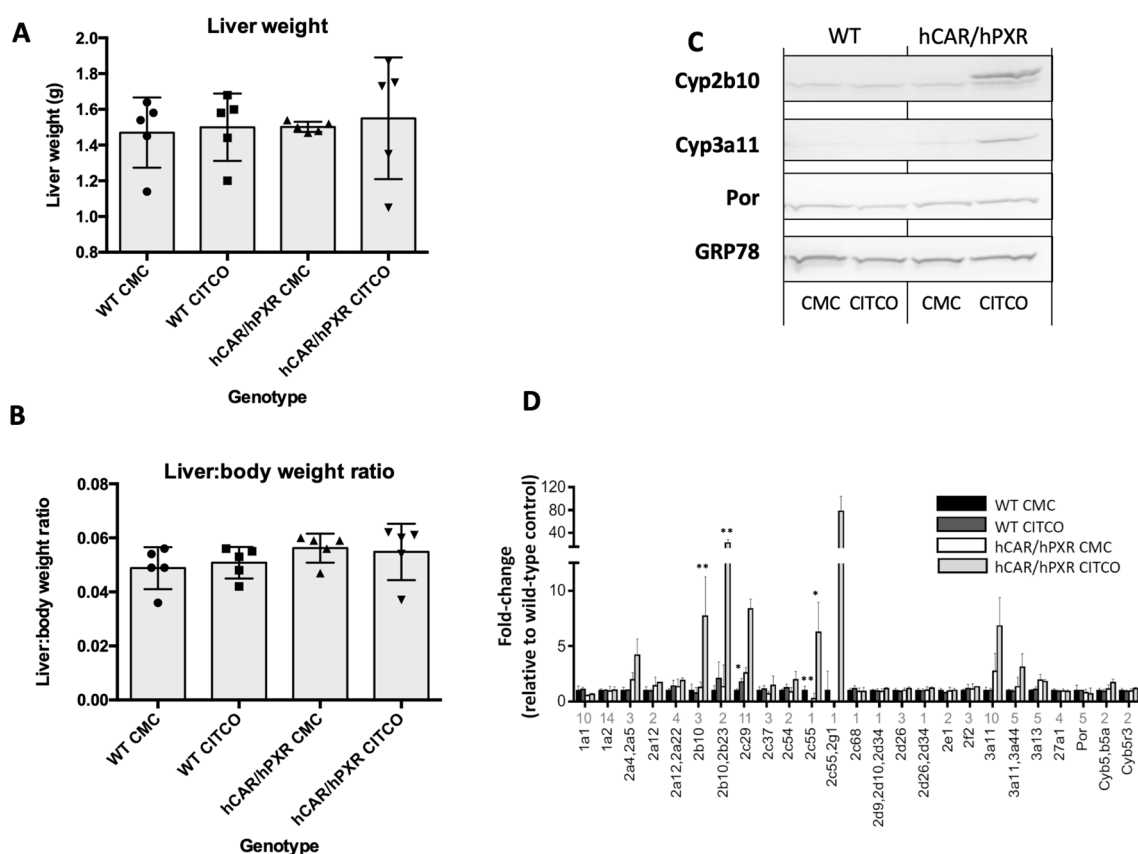 A
Liver weight
Liver weight (g)
2.0
1.8
1.6
1.4
1.2
1.0
0.8
WT CMC
WT CITCO
hCAR/hPXR CMC
hCAR/hPXR CITCO
Genotype
B
Liver:body weight ratio
Liver:body weight ratio
0.08
0.06
0.04
0.02
0.00
WT CMC
WT CITCO
hCAR/hPXR CMC
hCAR/hPXR CITCO
Genotype
C
WT hCAR/hPXR
Cyp2b10
Cyp3a11
Por
GRP78
CMC CITCO CMC CITCO
D
Fold-change
(relative to wild-type control)
120
80
40
10
5
0
WT CMC
WT CITCO
hCAR/hPXR CMC
hCAR/hPXR CITCO
**
**
*
**
*
10 14 3 2 4 3 2 11 3 2 1 1 1 1 3 1 2 3 10 5 5 4 5 2 2
1a1
1a2
2a4,2a5
2a12
2a12,2a22
2b10
2b10,2b23
2c29
2c37
2c54
2c55
2c55,2g1
2c68
2d9,2d10,2d34
2d26
2d26,2d34
2e1
2f2
3a11
3a11,3a44
3a13
27a1
Por
Cyb5,b5a
Cyb5r3